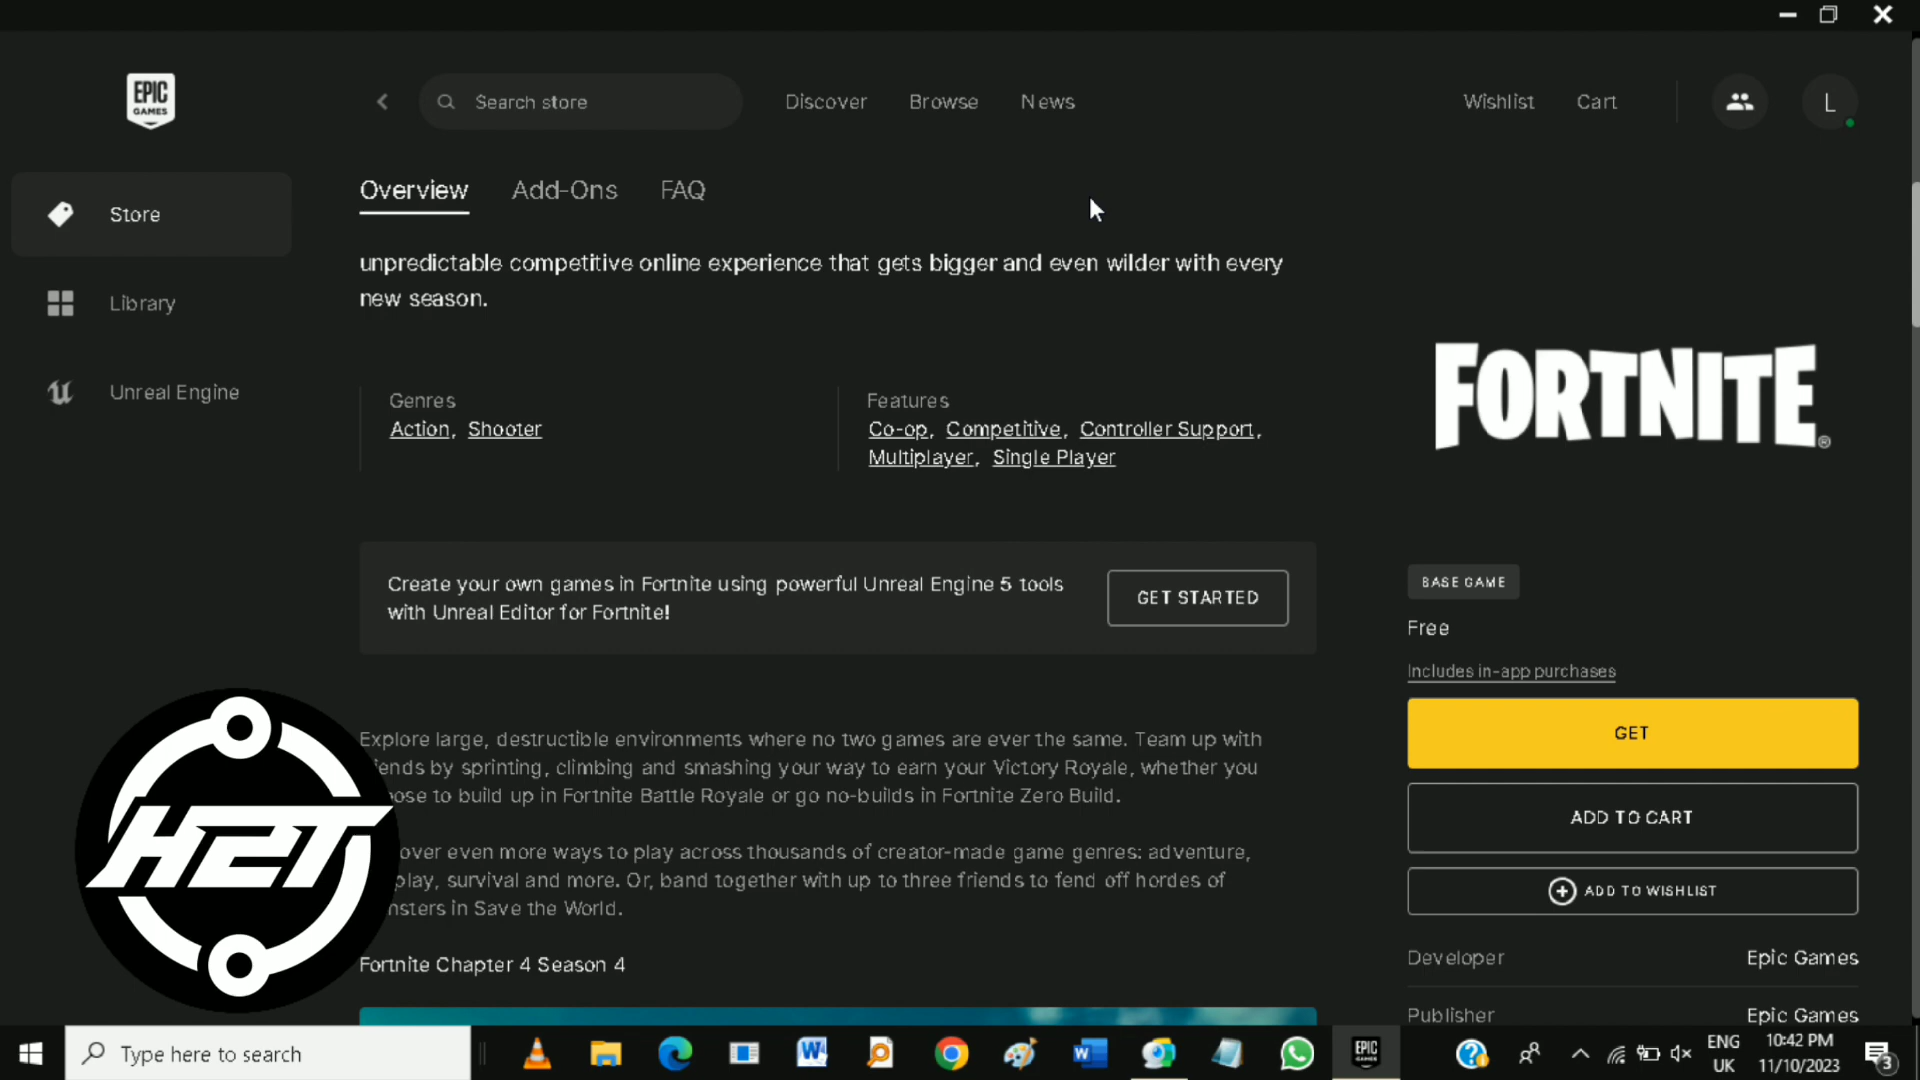 EPIC
GAMES
Search store
Discover
Browse
News
Wishlist
Cart
L
Store
Library
Unreal Engine
Overview
Add-Ons
FAQ
unpredictable competitive online experience that gets bigger and even wilder with every
new season.
Genres
Action, Shooter
Features
Co-op, Competitive, Controller Support,
Multiplayer, Single Player
Create your own games in Fortnite using powerful Unreal Engine 5 tools
with Unreal Editor for Fortnite!
GET STARTED
Explore large, destructible environments where no two games are ever the same. Team up with
ends by sprinting, climbing and smashing your way to earn your Victory Royale, whether you
ose to build up in Fortnite Battle Royale or go no-builds in Fortnite Zero Build.
over even more ways to play across thousands of creator-made game genres: adventure,
play, survival and more. Or, band together with up to three friends to fend off hordes of
nsters in Save the World.
Fortnite Chapter 4 Season 4
H2T
FORTNITE®
BASE GAME
Free
Includes in-app purchases
GET
ADD TO CART
ADD TO WISHLIST
Developer
Epic Games
Publisher
Epic Games
Type here to search
W
W
EPIC
GAMES
ENG
UK
10:42 PM
11/10/2023
3